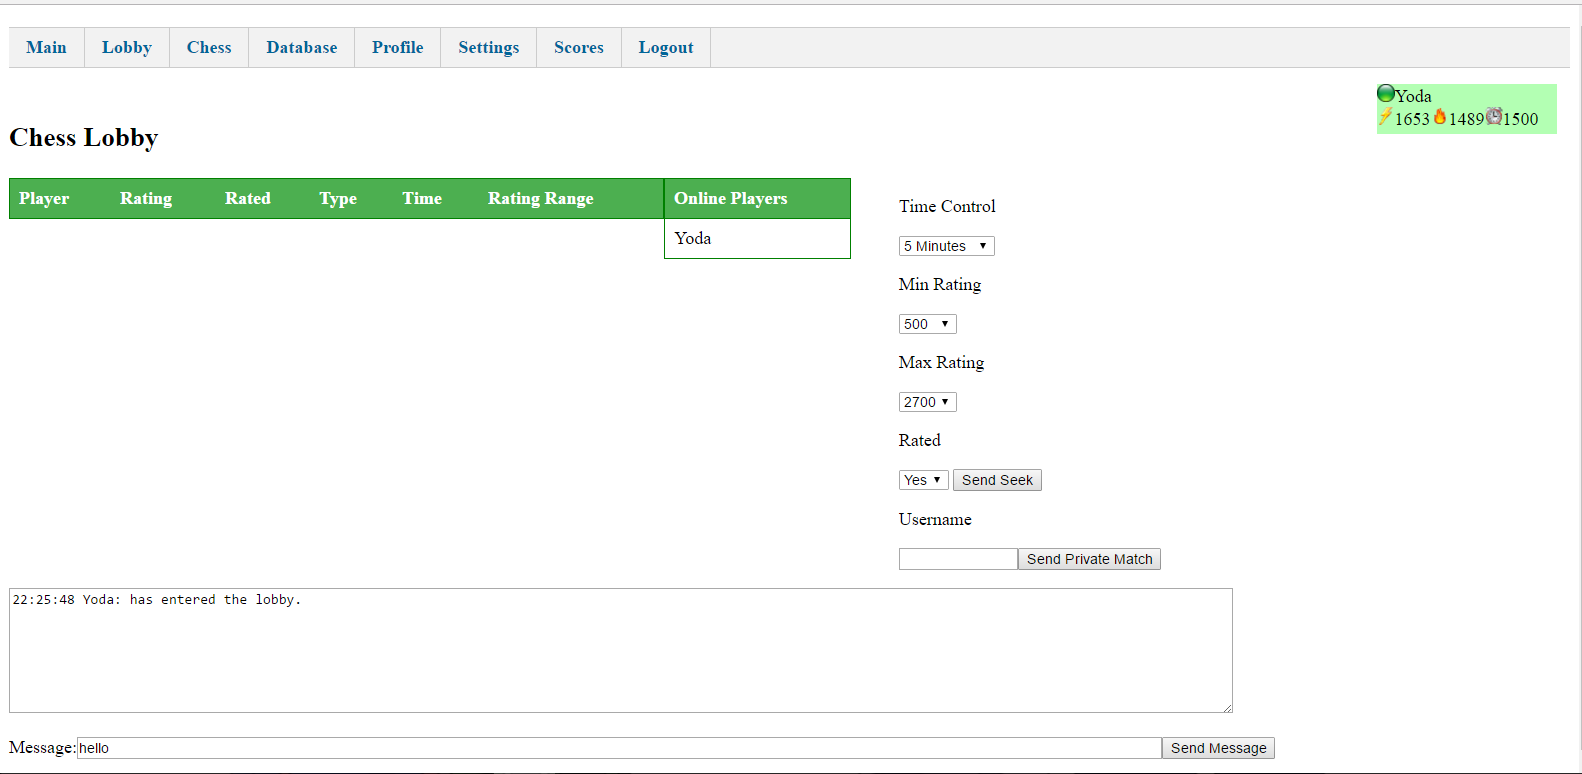 Main Lobby Chess Database Profile Settings Scores Logout
Yoda
1653 1489 1500
Chess Lobby
Player Rating Rated Type Time Rating Range Online Players
Yoda
Time Control
5 Minutes
Min Rating
500
Max Rating
2700
Rated
Yes Send Seek
Username
Send Private Match
22:25:48 Yoda: has entered the lobby.
Message: hello Send Message